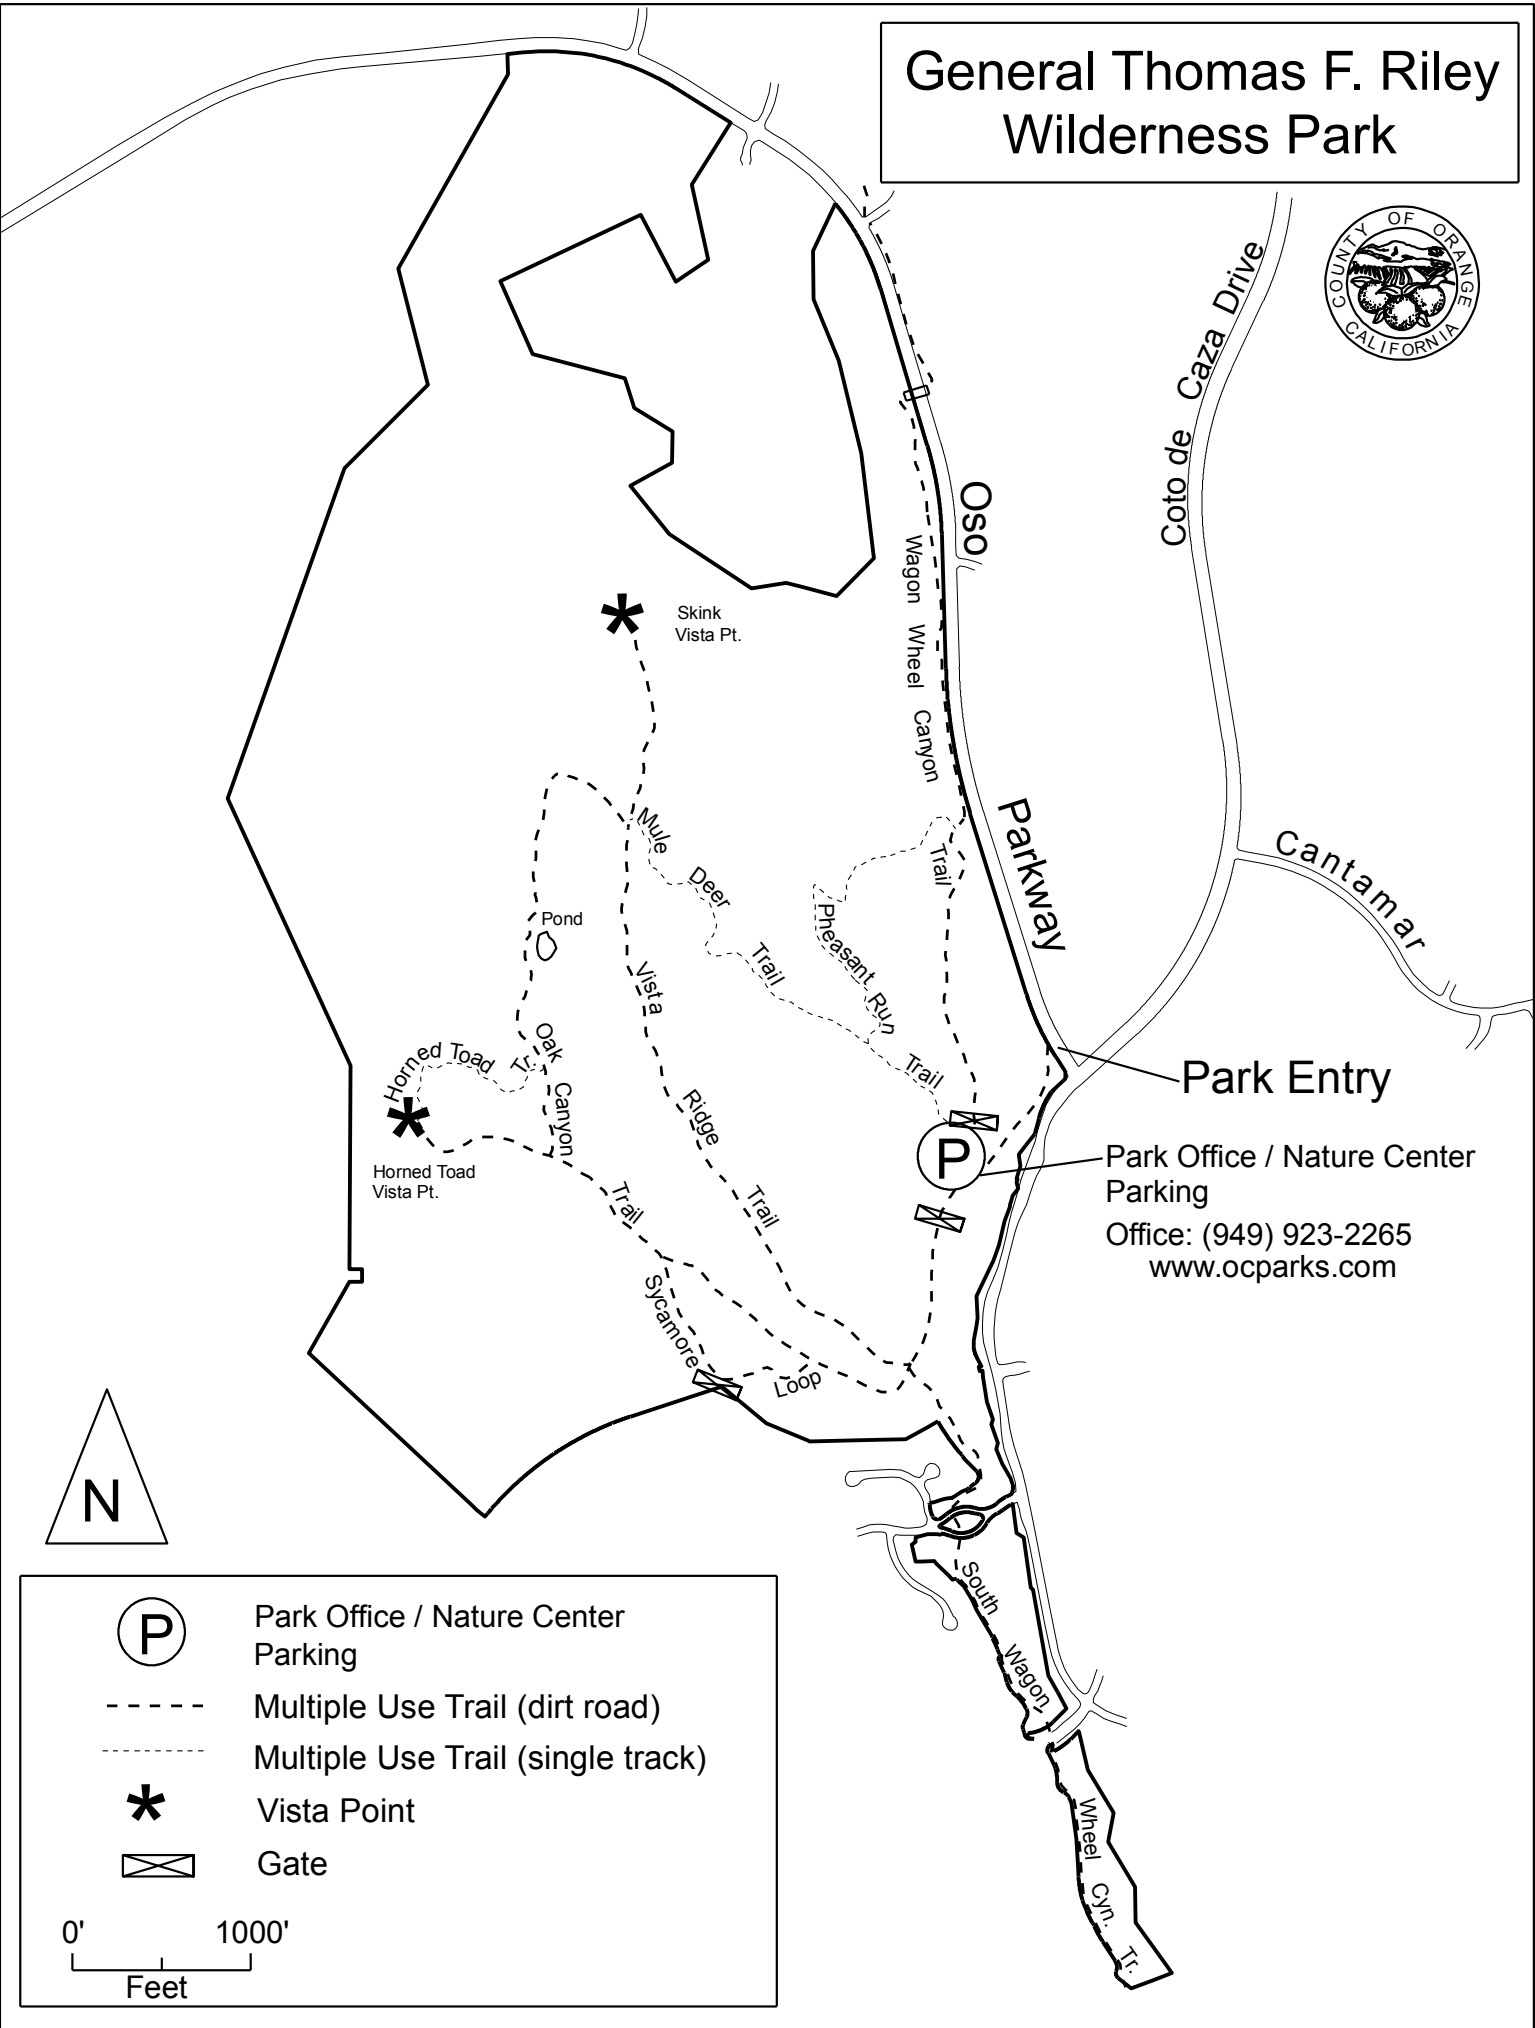 General Thomas F. Riley
Wilderness Park
COUNTY OF ORANGE
CALIFORNIA
Coto de Caza Drive
Oso Parkway
Wagon Wheel Canyon Trail
Skink
Vista Pt.
Mule Deer Trail
Cantamar
Pheasant Run Trail
Pond
Vista Ridge Trail
Oak Canyon Trail
Horned Toad Tr.
Horned Toad
Vista Pt.
Park Entry
P
Park Office / Nature Center
Parking
Office: (949) 923-2265
www.ocparks.com
Sycamore Loop
South Wagon Wheel Cyn. Tr.
N
P
Park Office / Nature Center
Parking
Multiple Use Trail (dirt road)
Multiple Use Trail (single track)
Vista Point
Gate
0' 1000'
Feet